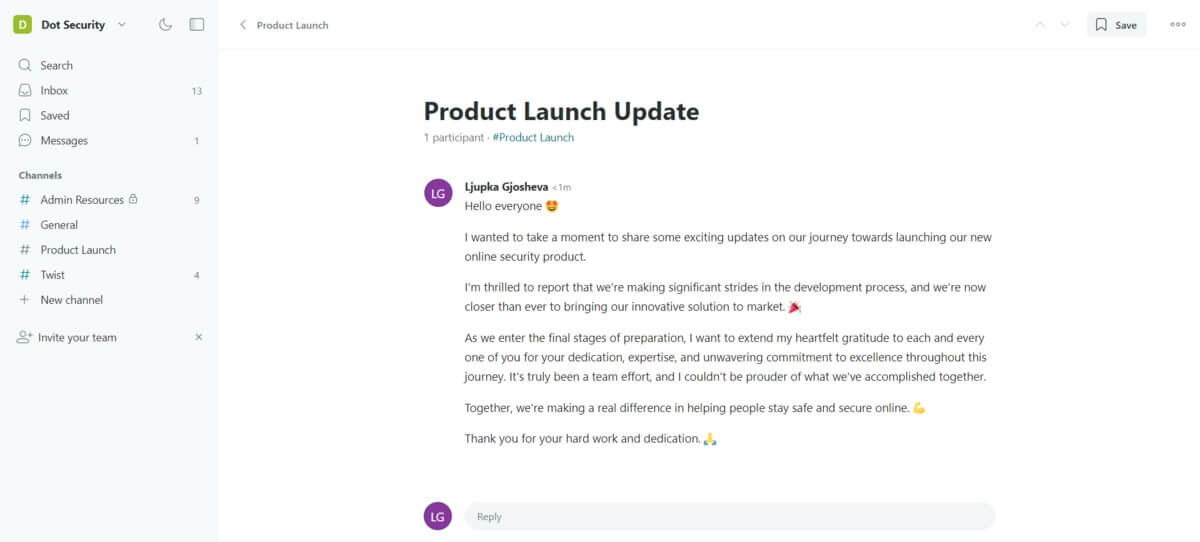 D Dot Security
Search
Inbox 13
Saved
Messages 1
Channels
# Admin Resources 9
# General
# Product Launch
# Twist 4
+ New channel
Invite your team ×
Product Launch
Save
Product Launch Update
1 participant · #Product Launch
LG Ljupka Gjosheva <1m
Hello everyone 🤩
I wanted to take a moment to share some exciting updates on our journey towards launching our new
online security product.
I'm thrilled to report that we're making significant strides in the development process, and we're now
closer than ever to bringing our innovative solution to market. 🎉
As we enter the final stages of preparation, I want to extend my heartfelt gratitude to each and every
one of you for your dedication, expertise, and unwavering commitment to excellence throughout this
journey. It's truly been a team effort, and I couldn't be prouder of what we've accomplished together.
Together, we're making a real difference in helping people stay safe and secure online. 💪
Thank you for your hard work and dedication. 🙏
LG Reply